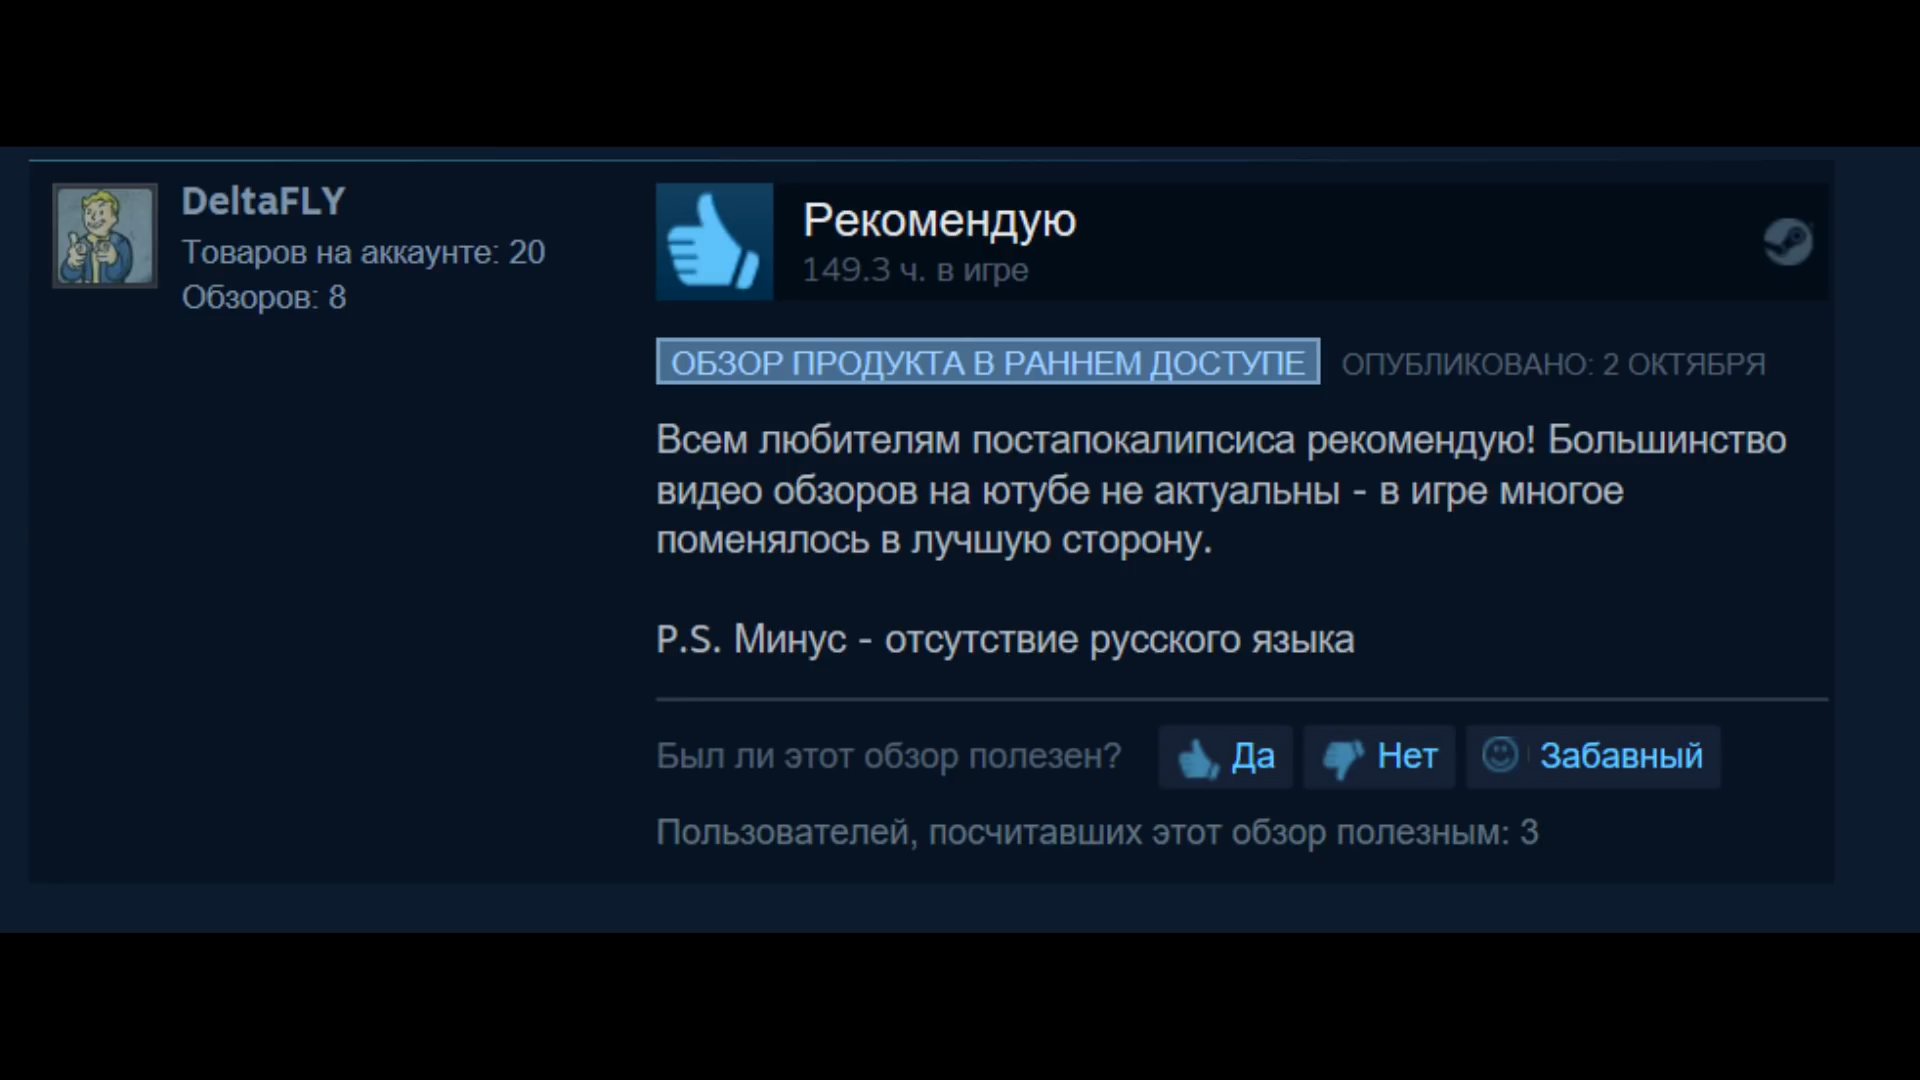 DeltaFLY
Товаров на аккаунте: 20
Обзоров: 8
Рекомендую
149.3 ч. в игре
ОБЗОР ПРОДУКТА В РАННЕМ ДОСТУПЕ ОПУБЛИКОВАНО: 2 ОКТЯБРЯ
Всем любителям постапокалипсиса рекомендую! Большинство
видео обзоров на ютубе не актуальны - в игре многое
поменялось в лучшую сторону.
P.S. Минус - отсутствие русского языка
Был ли этот обзор полезен? Да Нет Забавный
Пользователей, посчитавших этот обзор полезным: 3